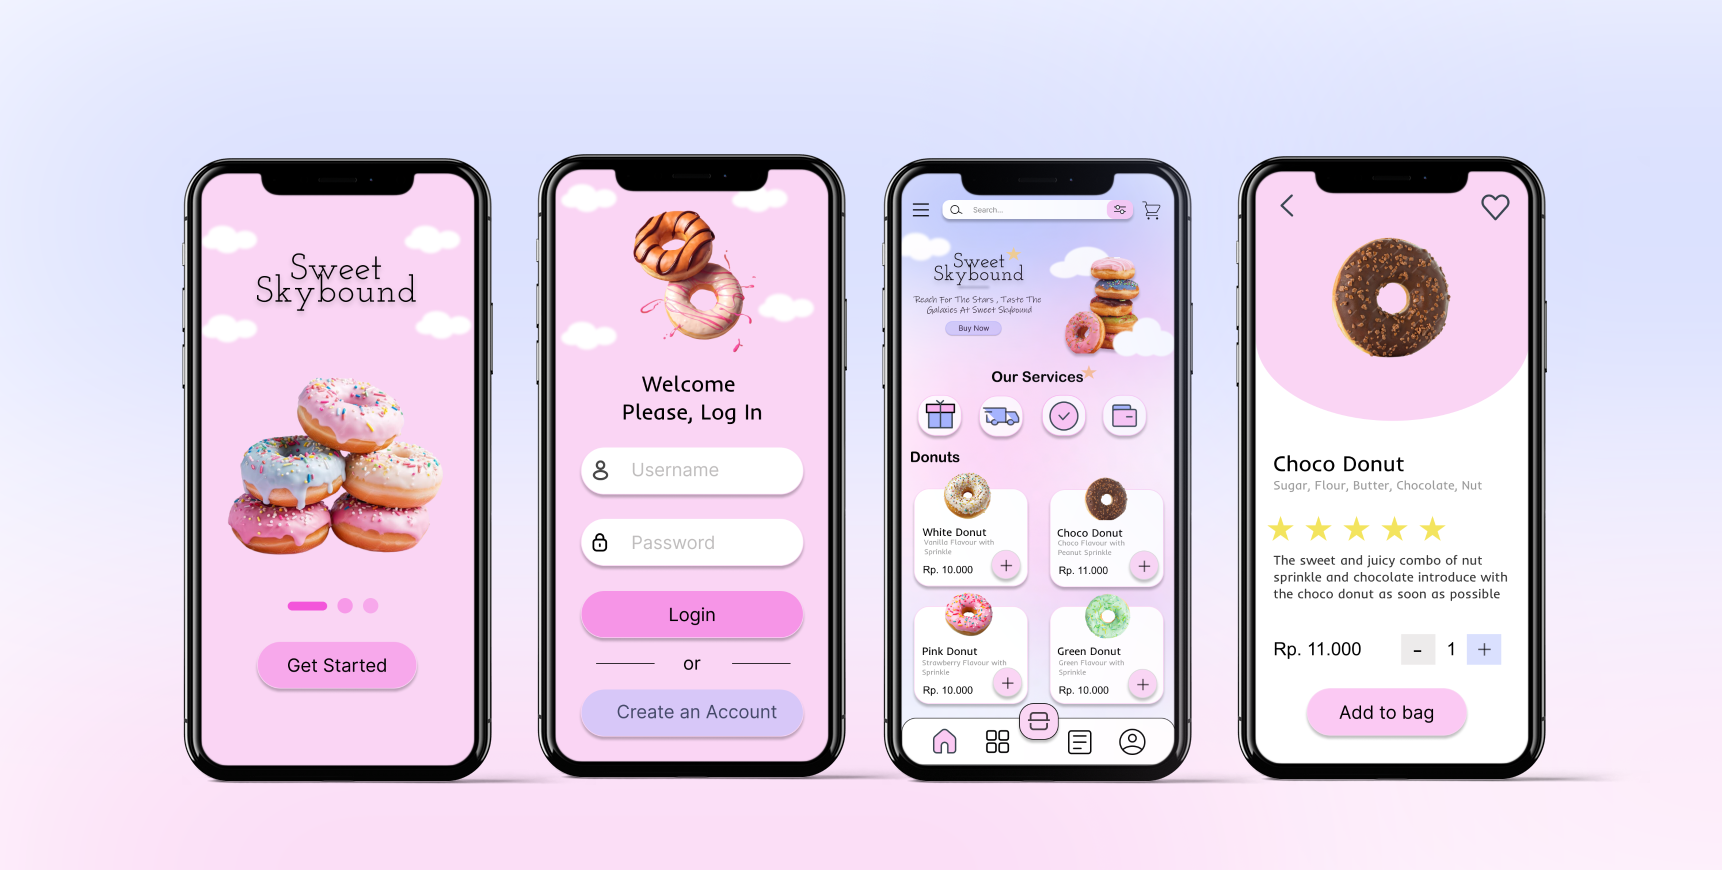 Sweet
Skybound
Get Started
Welcome
Please, Log In
Username
Password
Login
or
Create an Account
Search...
Sweet
Skybound
Reach For The Stars , Taste The
Galaxies At Sweet Skybound
Buy Now
Our Services
Donuts
White Donut
Vanilla Flavour with
Sprinkle
Rp. 10.000
+
Choco Donut
Choco Flavour with
Peanut Sprinkle
Rp. 11.000
+
Pink Donut
Strawberry Flavour with
Sprinkle
Rp. 10.000
+
Green Donut
Green Flavour with
Sprinkle
Rp. 10.000
+
Choco Donut
Sugar, Flour, Butter, Chocolate, Nut
The sweet and juicy combo of nut
sprinkle and chocolate introduce with
the choco donut as soon as possible
Rp. 11.000 - 1 +
Add to bag